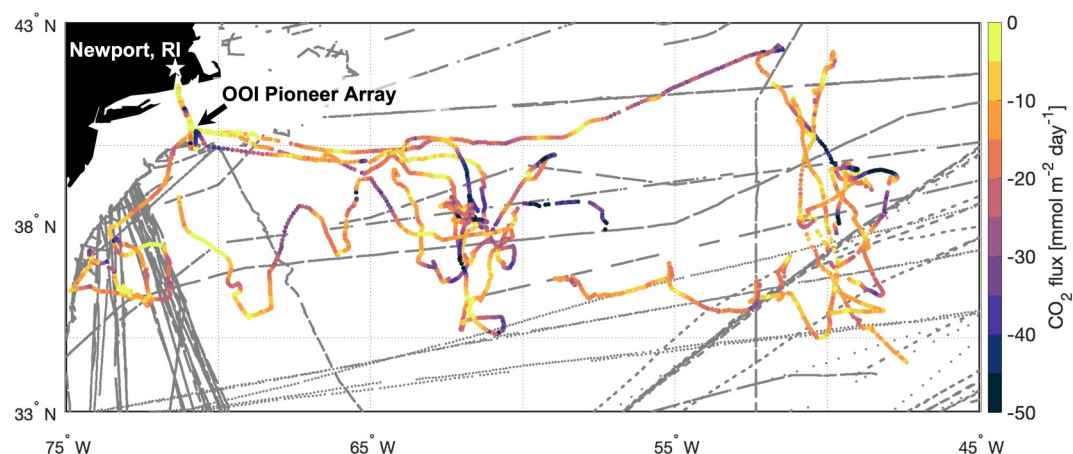 43° N
0
Newport, RI
OOI Pioneer Array
-10
-20
38° N
-30
-40
33° N
-50
CO2 flux [mmol m-2 day-1]
75° W
65° W
55° W
45° W